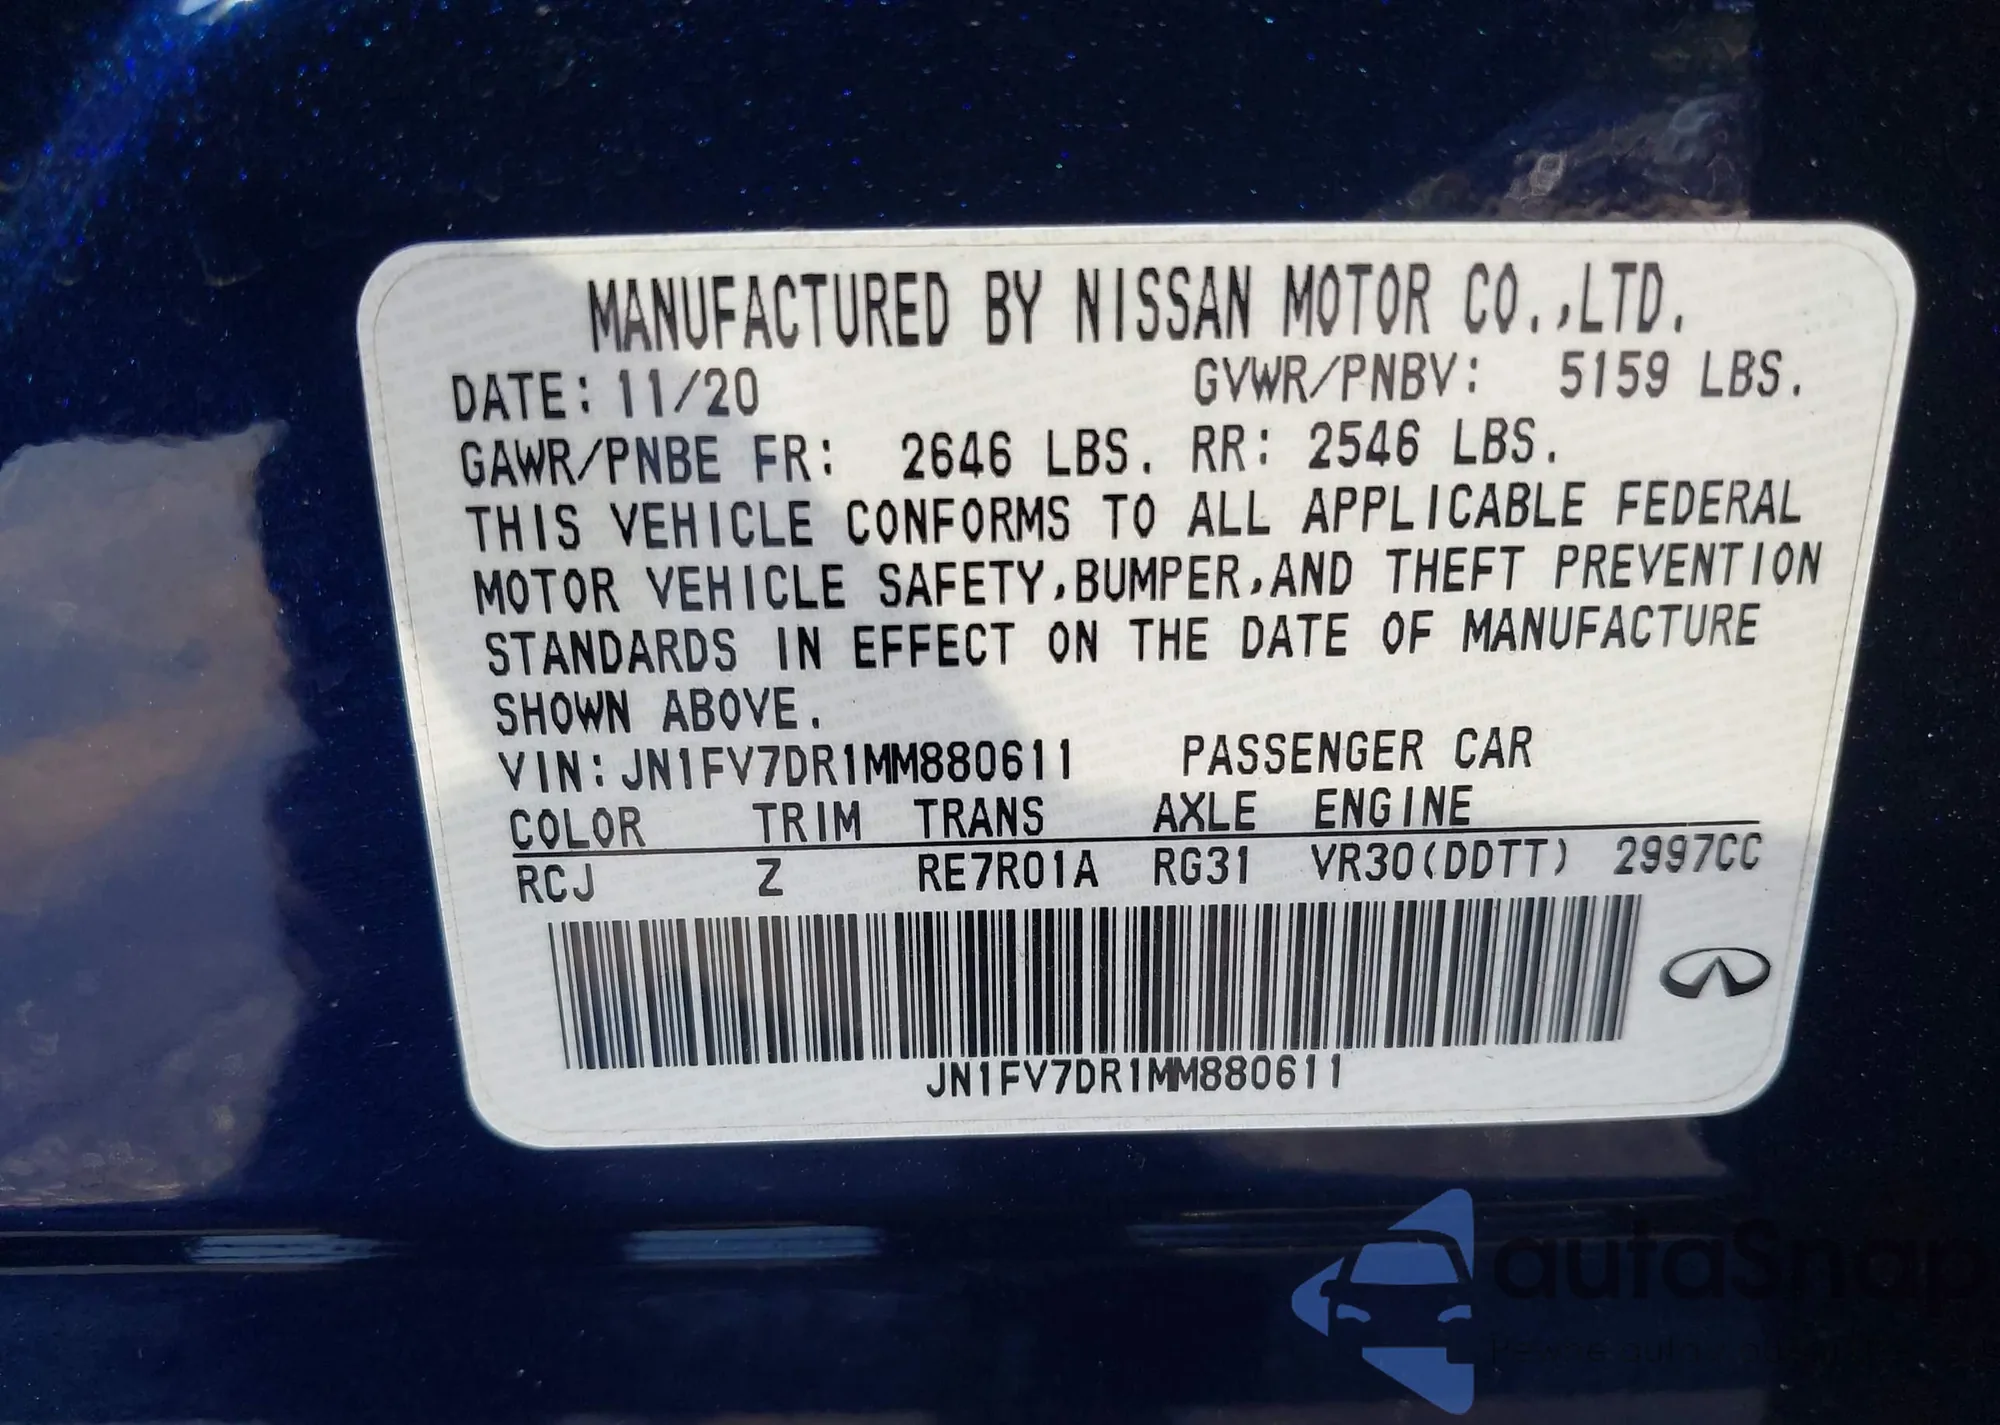 MANUFACTURED BY NISSAN MOTOR CO.,LTD.
DATE: 11/20 GVWR/PNBV: 5159 LBS.
GAWR/PNBE FR: 2646 LBS. RR: 2546 LBS.
THIS VEHICLE CONFORMS TO ALL APPLICABLE FEDERAL
MOTOR VEHICLE SAFETY,BUMPER,AND THEFT PREVENTION
STANDARDS IN EFFECT ON THE DATE OF MANUFACTURE
SHOWN ABOVE.
VIN:JN1FV7DR1MM880611 PASSENGER CAR
COLOR TRIM TRANS AXLE ENGINE
RCJ Z RE7R01A RG31 VR30(DDTT) 2997CC
JN1FV7DR1MM880611
autaSnap